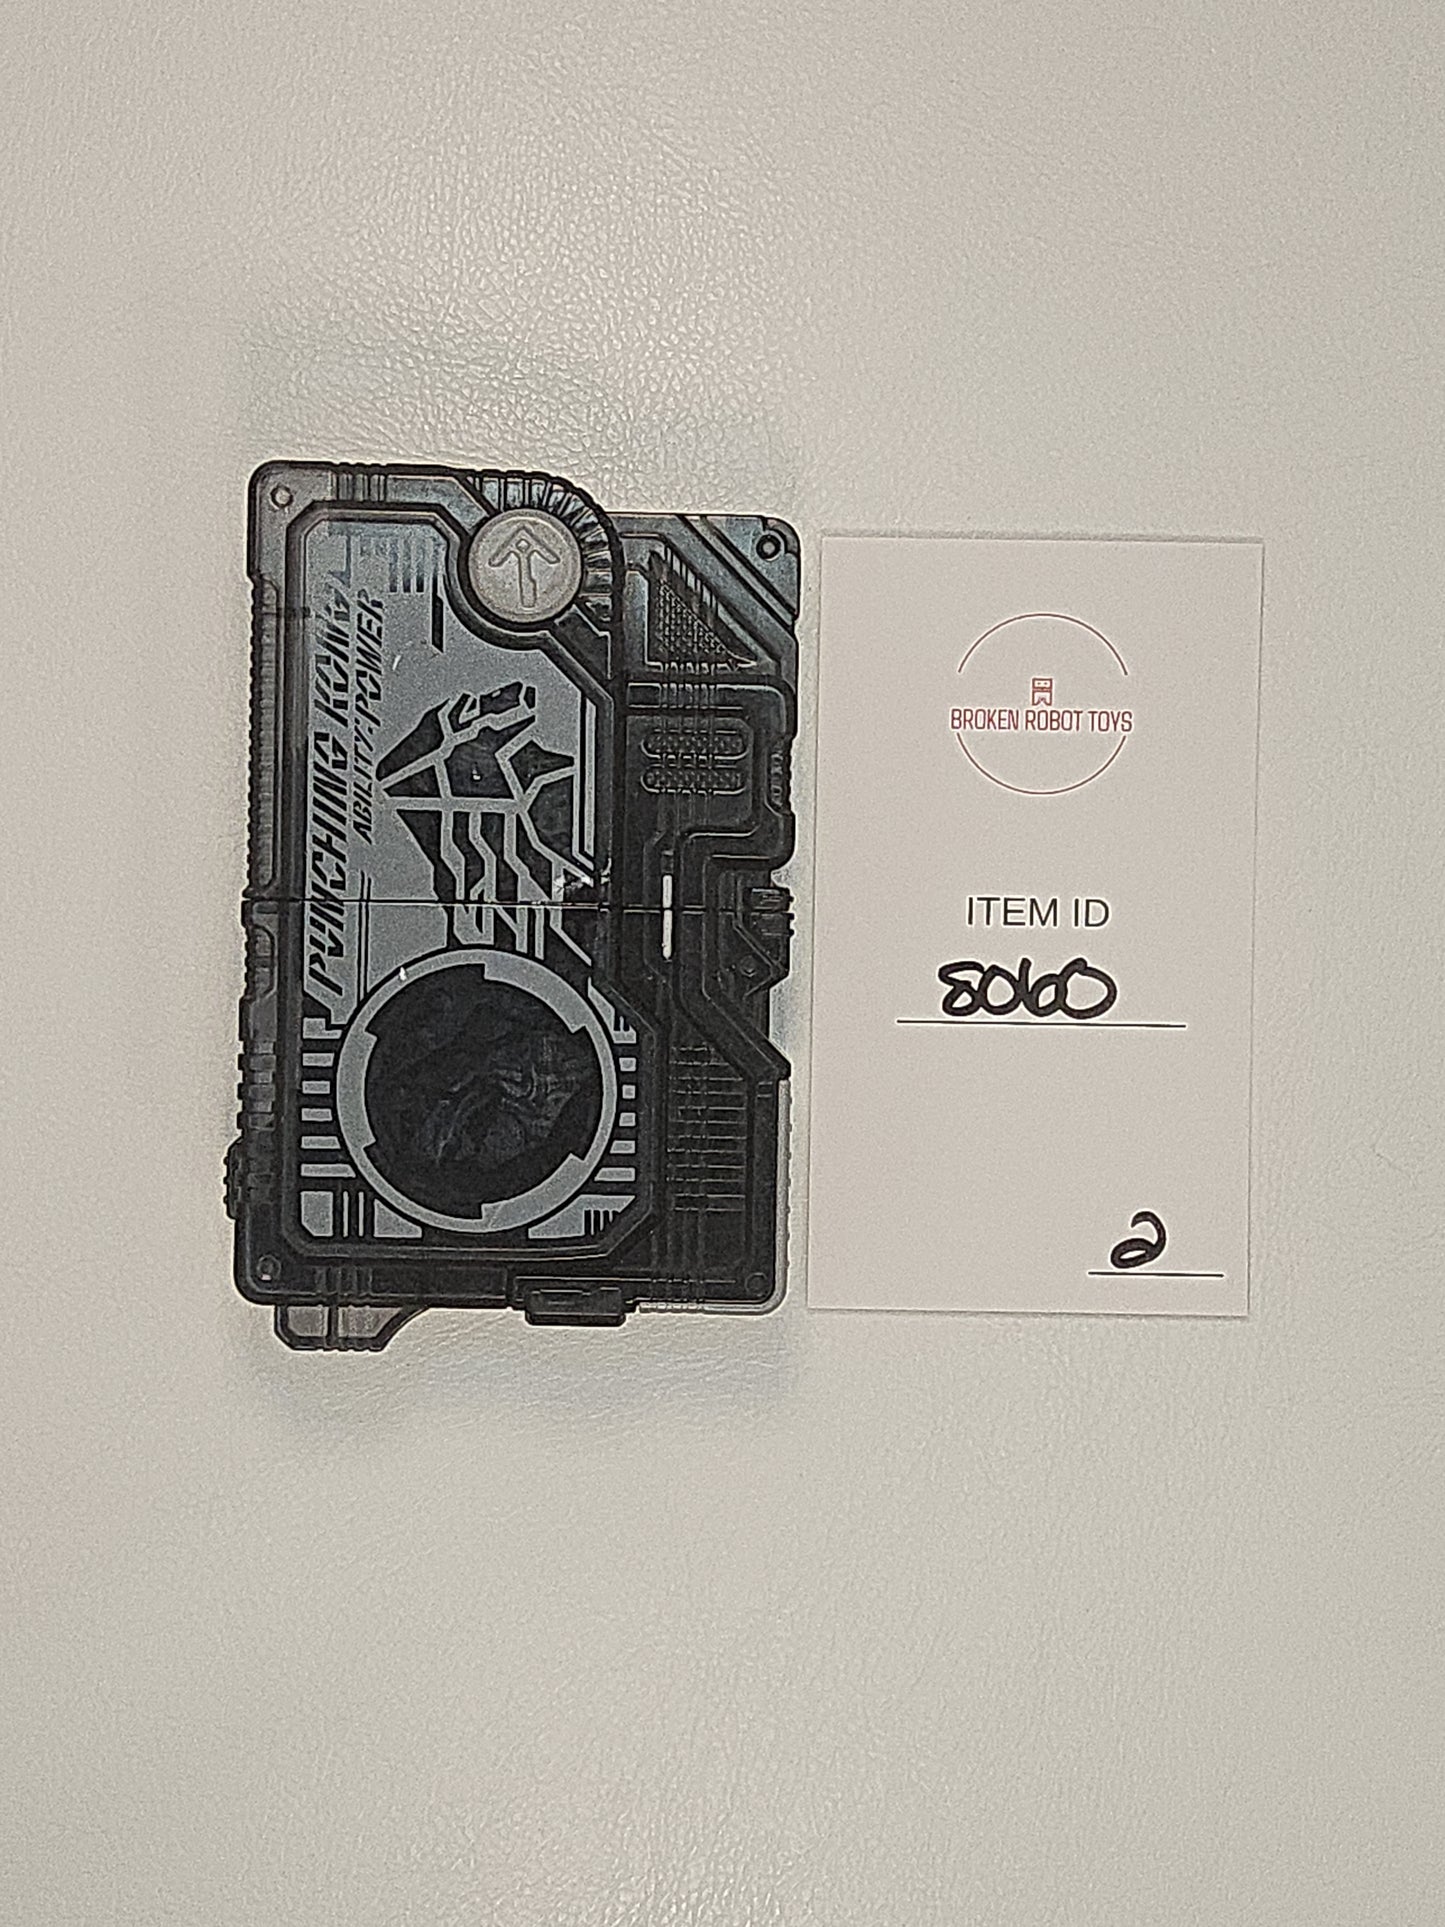 PUNCHING KONG
ABILITY:POWER
BROKEN ROBOT TOYS
ITEM ID
8060
2